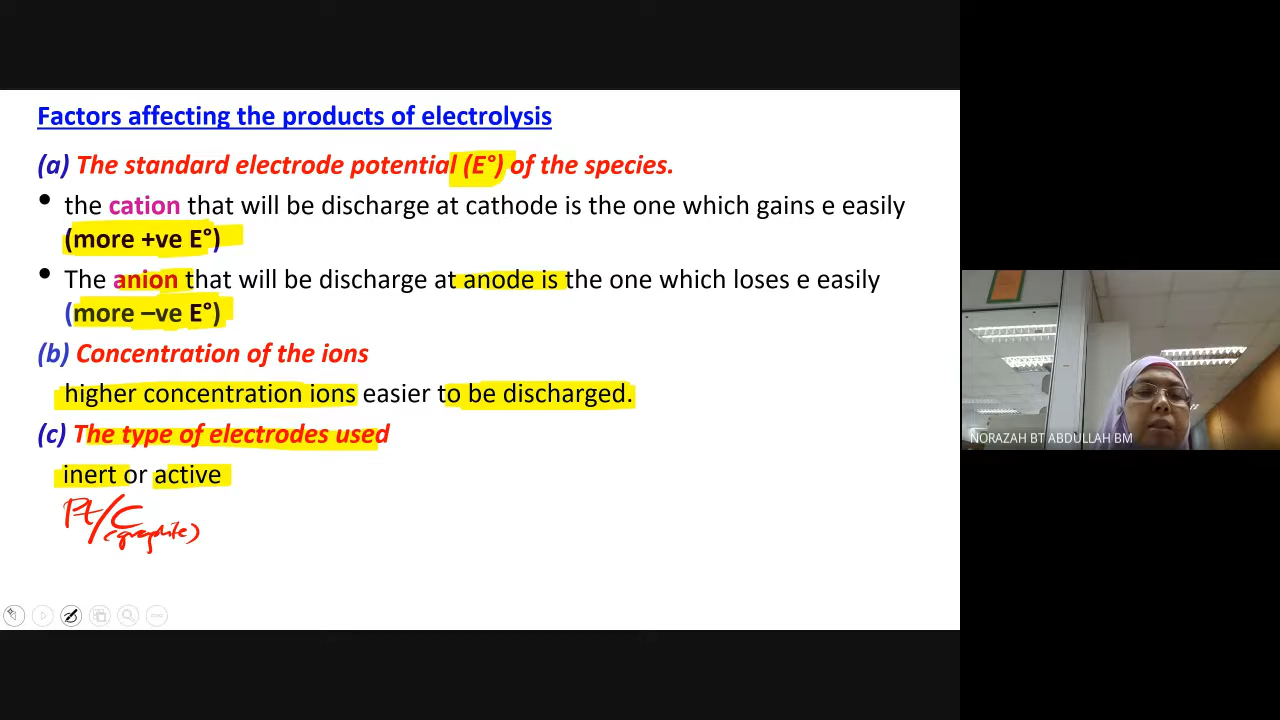 Factors affecting the products of electrolysis
(a) The standard electrode potential (E°) of the species.
• the cation that will be discharge at cathode is the one which gains e easily
(more +ve E°)
• The anion that will be discharge at anode is the one which loses e easily
(more –ve E°)
(b) Concentration of the ions
higher concentration ions easier to be discharged.
(c) The type of electrodes used
inert or active
Pt/C
(graphite)
NORAZAH BT ABDULLAH BM